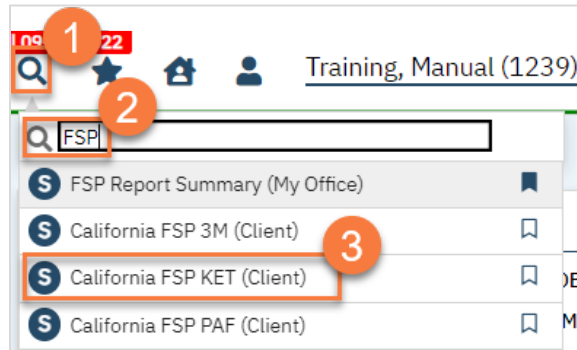 1
22
Training, Manual (1239)
2
FSP
FSP Report Summary (My Office)
S California FSP 3M (Client)
3
S California FSP KET (Client)
S California FSP PAF (Client)